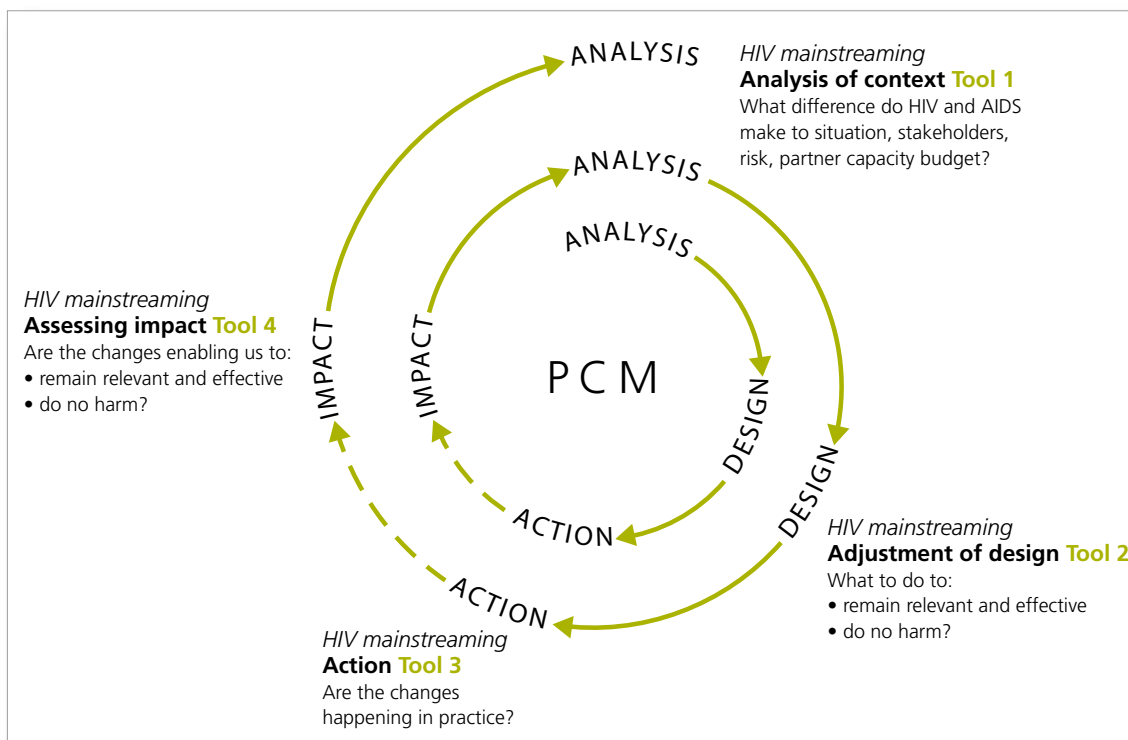 HIV mainstreaming
Analysis of context Tool 1
What difference do HIV and AIDS
make to situation, stakeholders,
risk, partner capacity budget?
ANALYSIS
ANALYSIS
ANALYSIS
HIV mainstreaming
Assessing impact Tool 4
Are the changes enabling us to:
• remain relevant and effective
• do no harm?
IMPACT
IMPACT
PCM
DESIGN
DESIGN
ACTION
ACTION
HIV mainstreaming
Adjustment of design Tool 2
What to do to:
• remain relevant and effective
• do no harm?
HIV mainstreaming
Action Tool 3
Are the changes
happening in practice?